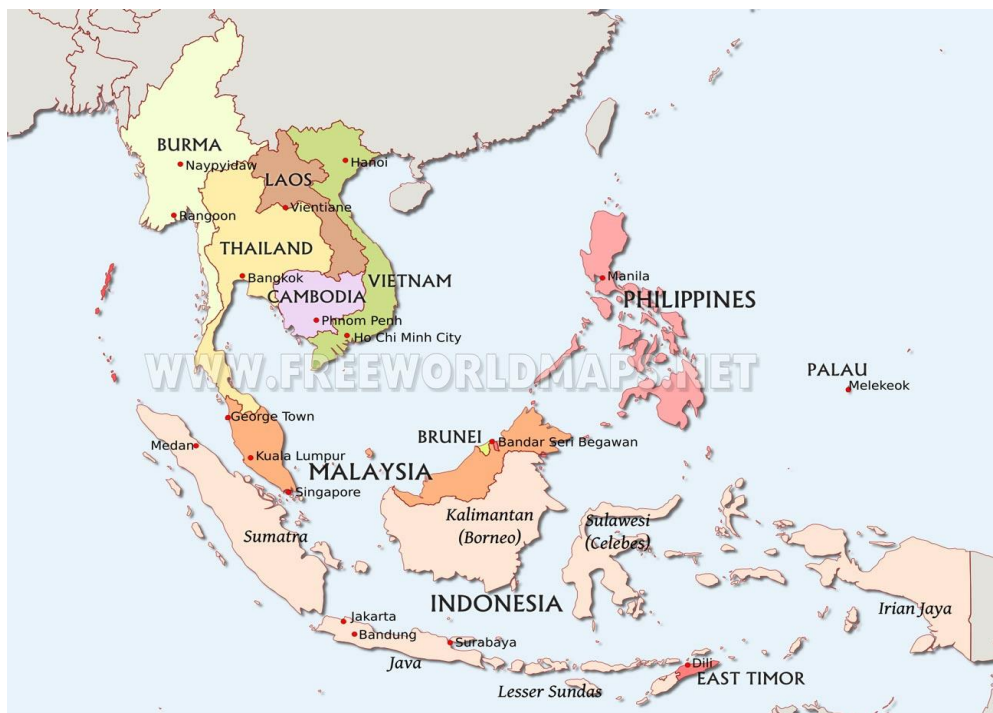 BURMA
Naypyidaw
Hanoi
LAOS
Vientiane
Rangoon
THAILAND
Bangkok
VIETNAM
CAMBODIA
Manila
PHILIPPINES
Phnom Penh
Ho Chi Minh City
WWW.FREEWORLDMAPS.NET
PALAU
Melekeok
George Town
BRUNEI
Bandar Seri Begawan
Medan
Kuala Lumpur
MALAYSIA
Singapore
Kalimantan
(Borneo)
Sulawesi
(Celebes)
Sumatra
INDONESIA
Irian Jaya
Jakarta
Bandung
Surabaya
Java
Dili
EAST TIMOR
Lesser Sundas